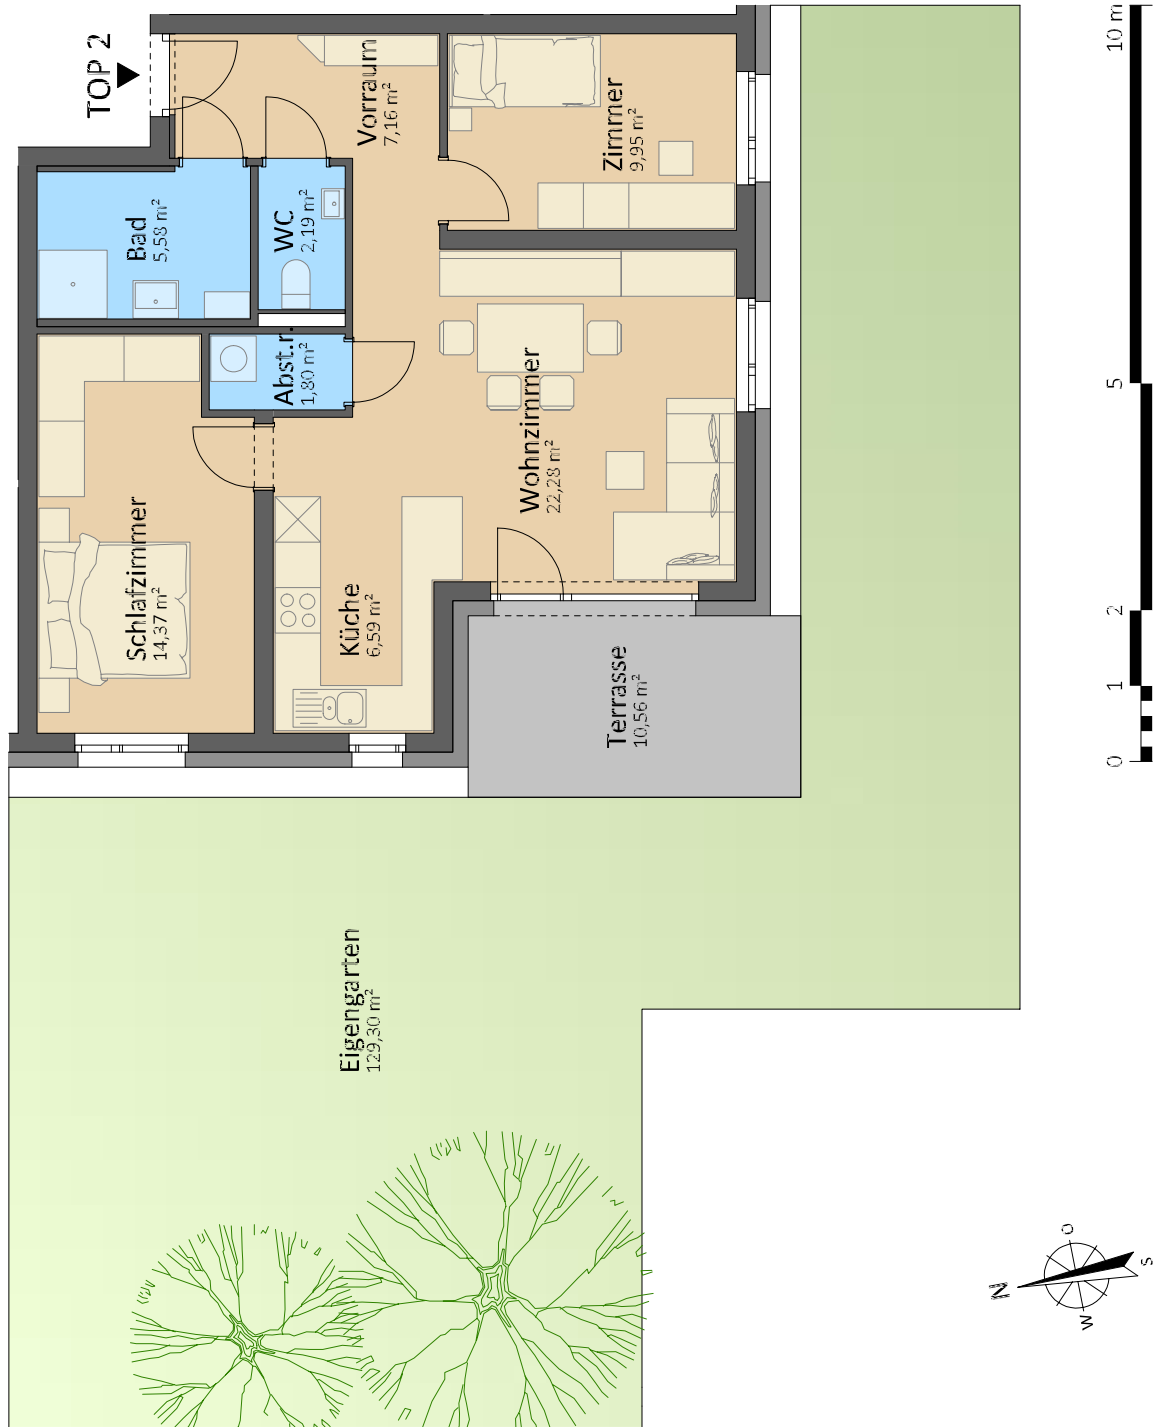 TOP 2
Vorraum
7,16 m²
Zimmer
9,95 m²
Bad
5,58 m²
WC
2,19 m²
Abst.r.
1,80 m²
Wohnzimmer
22,28 m²
Schlafzimmer
14,37 m²
Küche
6,59 m²
Terrasse
10,56 m²
Eigengarten
129,30 m²
0 1 2 5 10 m
N
O
S
W